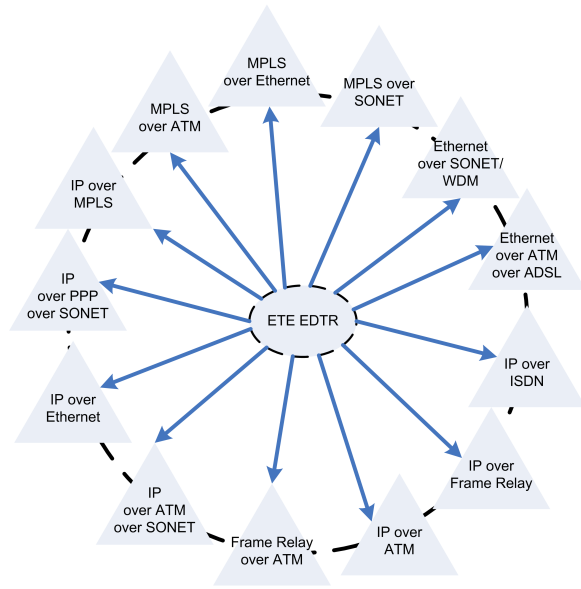 MPLS
over Ethernet
MPLS over
SONET
MPLS
over ATM
Ethernet
over SONET/
WDM
IP over
MPLS
Ethernet
over ATM
over ADSL
IP
over PPP
over SONET
ETE EDTR
IP over
ISDN
IP over
Ethernet
IP over
Frame Relay
IP
over ATM
over SONET
Frame Relay
over ATM
IP over
ATM